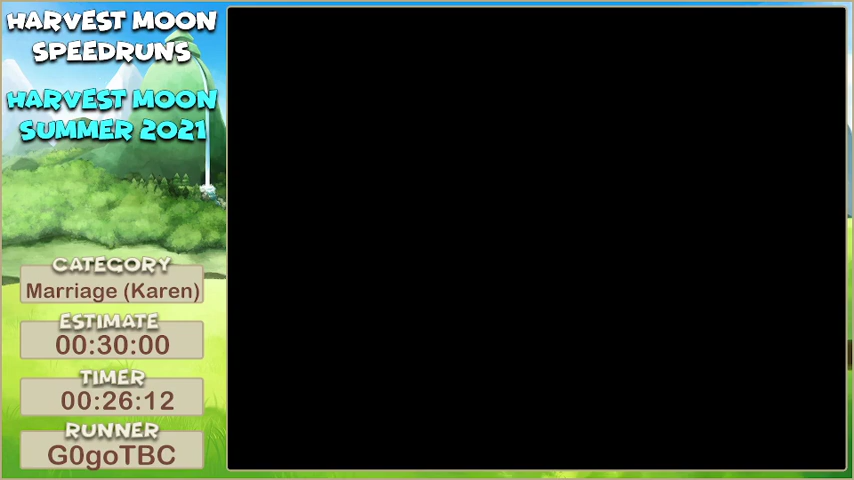 HARVEST MOON
SPEEDRUNS
HARVEST MOON
SUMMER 2021
CATEGORY
Marriage (Karen)
ESTIMATE
00:30:00
TIMER
00:26:12
RUNNER
G0goTBC